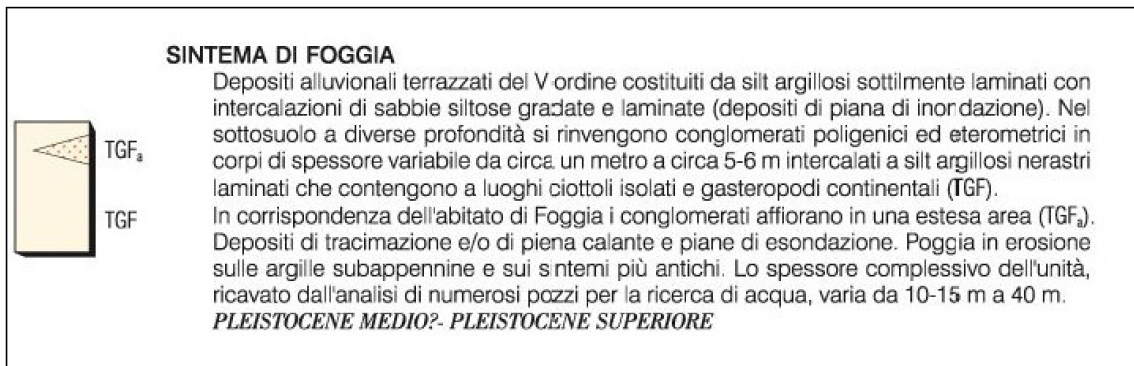 SINTEMA DI FOGGIA
Depositi alluvionali terrazzati del V ordine costituiti da silt argillosi sottilmente laminati con
intercalazioni di sabbie siltose gradate e laminate (depositi di piana di inondazione). Nel
sottosuolo a diverse profondità si rinvengono conglomerati poligenici ed eterometrici in
corpi di spessore variabile da circa un metro a circa 5-6 m intercalati a silt argillosi nerastri
laminati che contengono a luoghi ciottoli isolati e gasteropodi continentali (TGF).
In corrispondenza dell'abitato di Foggia i conglomerati affiorano in una estesa area (TGFₐ).
Depositi di tracimazione e/o di piena calante e piane di esondazione. Poggia in erosione
sulle argille subappennine e sui sintemi più antichi. Lo spessore complessivo dell'unità,
ricavato dall'analisi di numerosi pozzi per la ricerca di acqua, varia da 10-15 m a 40 m.
PLEISTOCENE MEDIO?- PLEISTOCENE SUPERIORE
TGFₐ
TGF